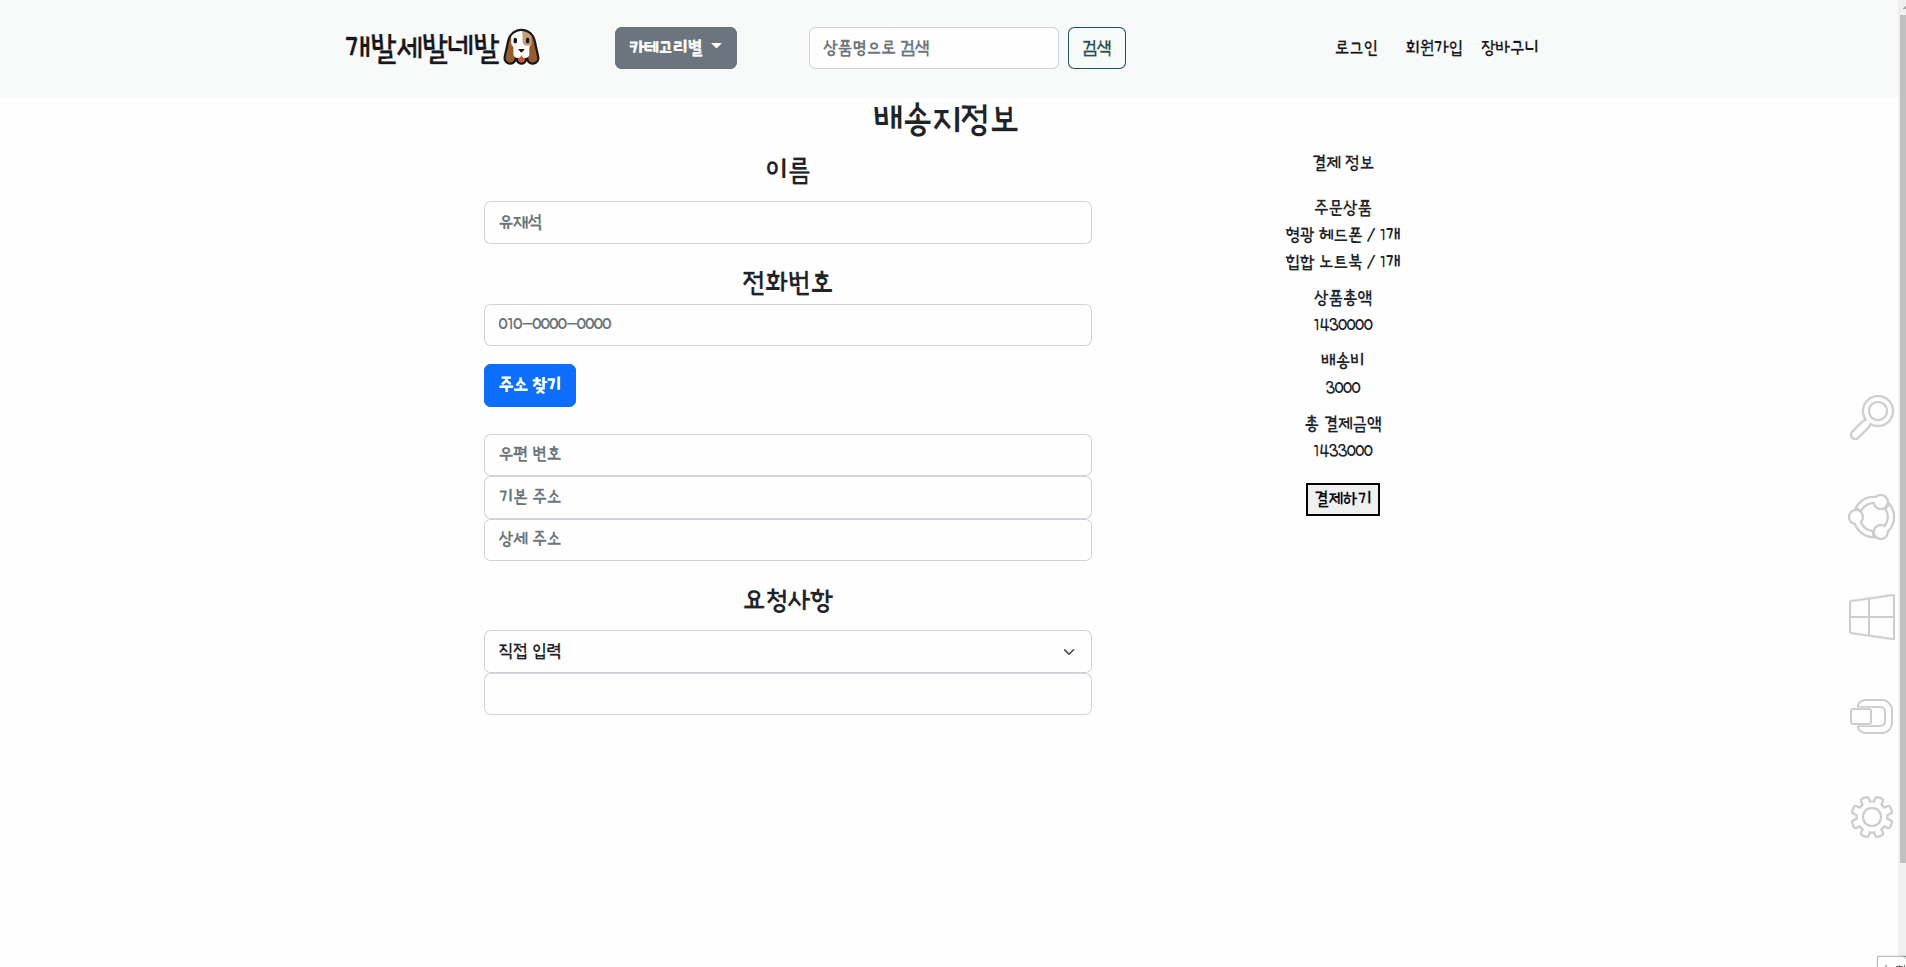 개발세발네발
카테고리별
상품명으로 검색
검색
로그인
회원가입
장바구니
배송지정보
이름
유재석
전화번호
010-0000-0000
주소 찾기
우편 변호
기본 주소
상세 주소
요청사항
직접 입력
결제 정보
주문상품
형광 헤드폰 / 1개
힙합 노트북 / 1개
상품총액
1430000
배송비
3000
총 결제금액
1433000
결제하기